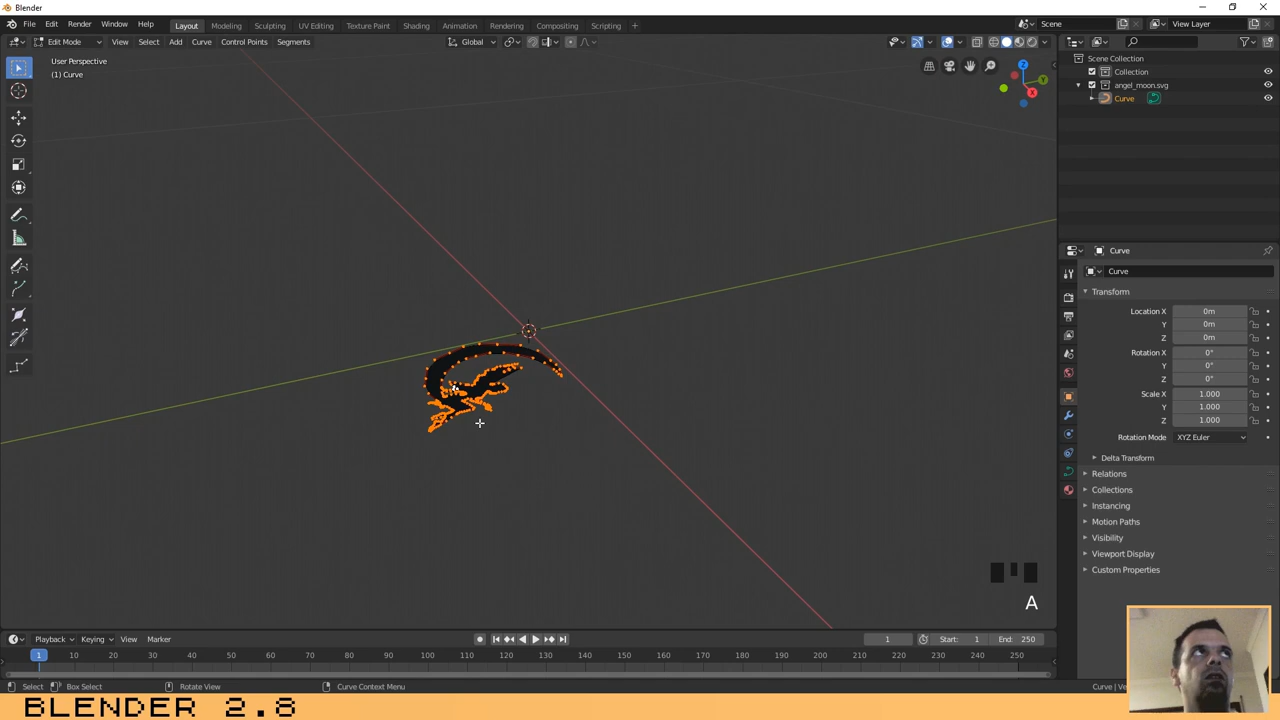 Blender
File Edit Render Window Help Layout Modeling Sculpting UV Editing Texture Paint Shading Animation Rendering Compositing Scripting + Scene View Layer
Edit Mode View Select Add Curve Control Points Segments Global
User Perspective
(1) Curve
Z
Y
X
Scene Collection
Collection
angel_moon.svg
Curve
Curve
Curve
Transform
Location X 0m
Y 0m
Z 0m
Rotation X 0°
Y 0°
Z 0°
Scale X 1.000
Y 1.000
Z 1.000
Rotation Mode XYZ Euler
Delta Transform
Relations
Collections
Instancing
Motion Paths
Visibility
Viewport Display
Custom Properties
A
Playback Keying View Marker 1 Start: 1 End: 250
1 10 20 30 40 50 60 70 80 90 100 110 120 130 140 150 160 170 180 190 200 210 220 230 240 250
Select Box Select Rotate View Curve Context Menu Curve | Ve
BLENDER 2.8